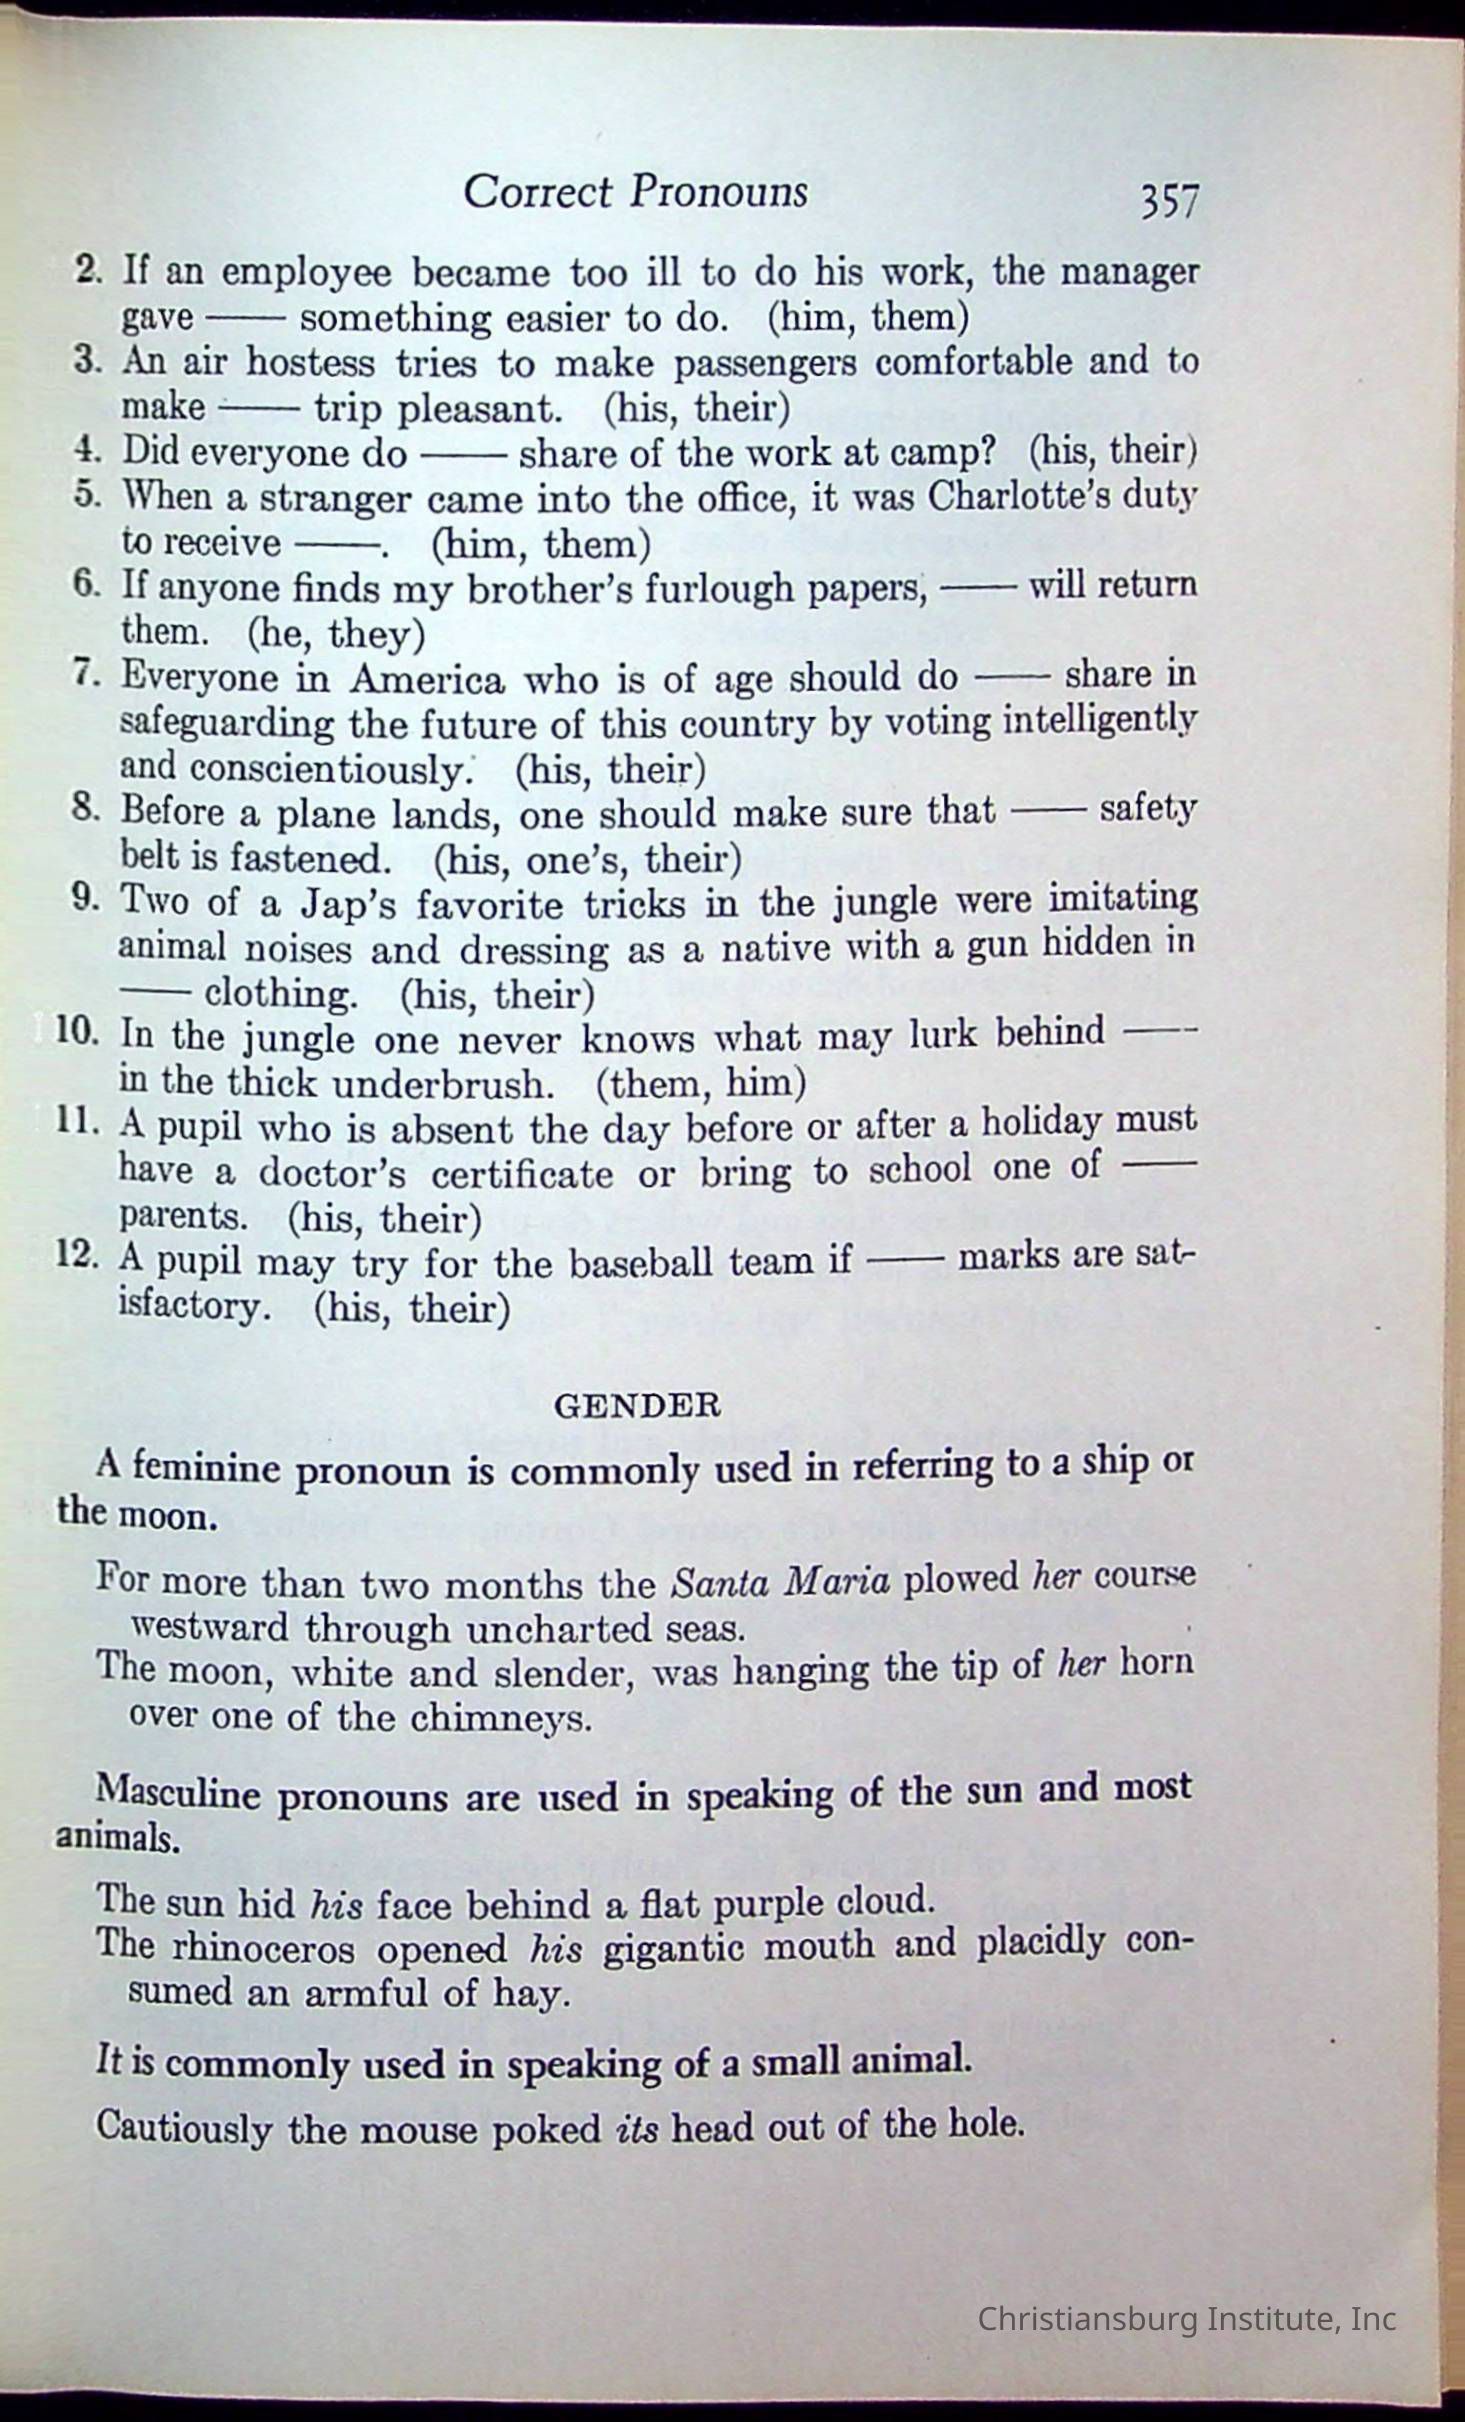 Correct Pronouns 357
2. If an employee became too ill to do his work, the manager
gave —— something easier to do. (him, them)
3. An air hostess tries to make passengers comfortable and to
make —— trip pleasant. (his, their)
4. Did everyone do —— share of the work at camp? (his, their)
5. When a stranger came into the office, it was Charlotte's duty
to receive ——. (him, them)
6. If anyone finds my brother's furlough papers, —— will return
them. (he, they)
7. Everyone in America who is of age should do —— share in
safeguarding the future of this country by voting intelligently
and conscientiously. (his, their)
8. Before a plane lands, one should make sure that —— safety
belt is fastened. (his, one's, their)
9. Two of a Jap's favorite tricks in the jungle were imitating
animal noises and dressing as a native with a gun hidden in
—— clothing. (his, their)
10. In the jungle one never knows what may lurk behind ——
in the thick underbrush. (them, him)
11. A pupil who is absent the day before or after a holiday must
have a doctor's certificate or bring to school one of ——
parents. (his, their)
12. A pupil may try for the baseball team if —— marks are sat-
isfactory. (his, their)
GENDER
A feminine pronoun is commonly used in referring to a ship or
the moon.
For more than two months the Santa Maria plowed her course
westward through uncharted seas.
The moon, white and slender, was hanging the tip of her horn
over one of the chimneys.
Masculine pronouns are used in speaking of the sun and most
animals.
The sun hid his face behind a flat purple cloud.
The rhinoceros opened his gigantic mouth and placidly con-
sumed an armful of hay.
It is commonly used in speaking of a small animal.
Cautiously the mouse poked its head out of the hole.
Christiansburg Institute, Inc